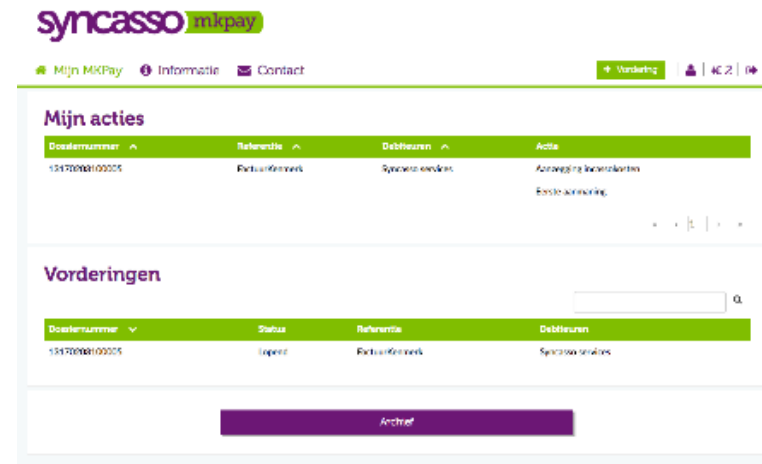 syncasso mkpay
Mijn MKPay Informatie Contact + Vordering
Mijn acties
Dossiernummer Referentie Debiteuren Actie
FactuurKenmerk Syncasso services Aanzegging incassokosten
Eerste aanmaning
1
Vorderingen
Dossiernummer Status Referentie Debiteuren
Lopend FactuurKenmerk Syncasso services
Archief